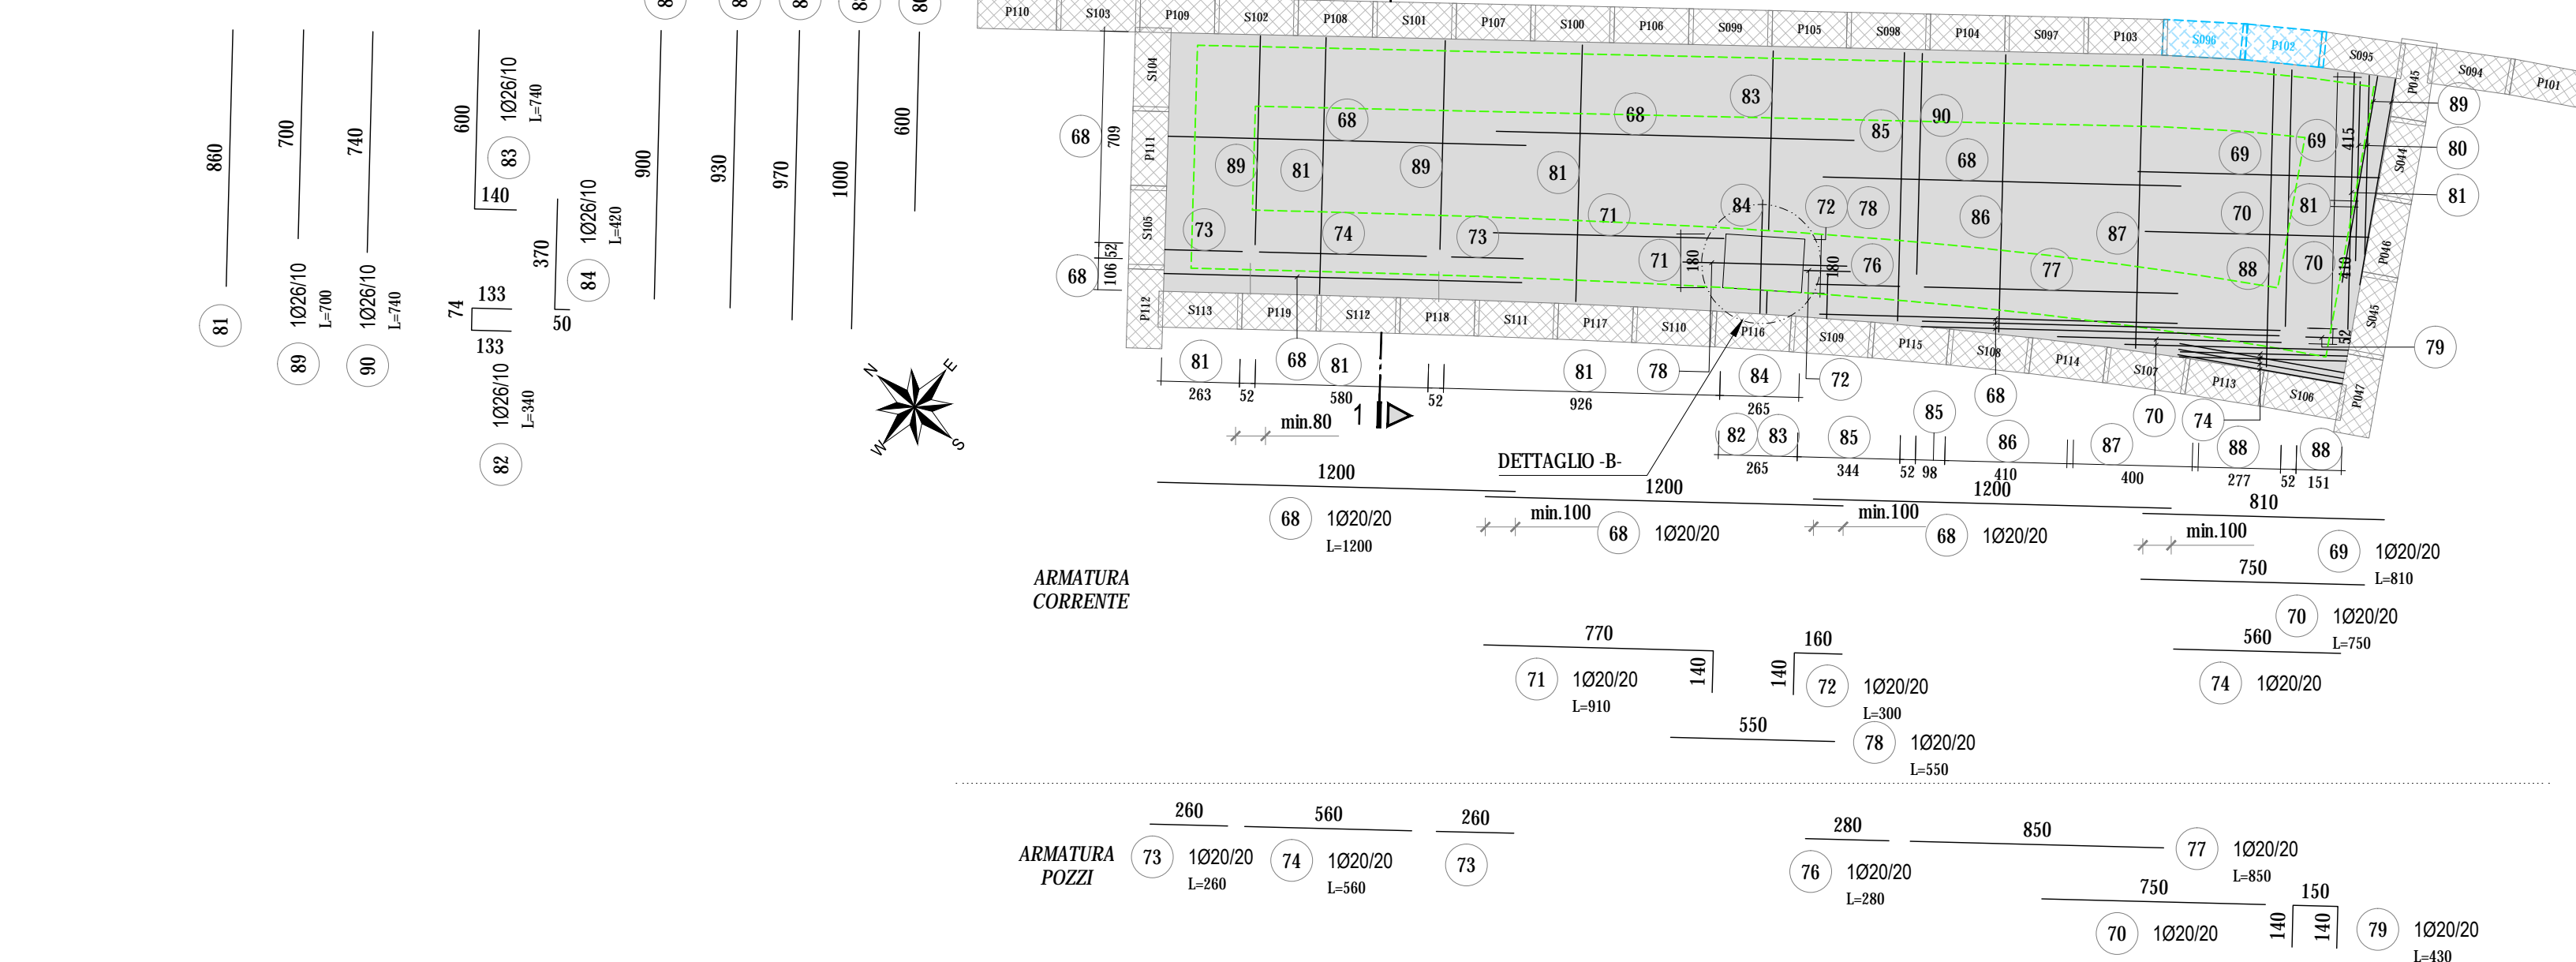 P110 S103 P109 S102 P108 S101 P107 S100 P106 S099 P105 S098 P104 S097 P103 S096 P102 S095 P045 S094 P101
S104 P111 S105 P112
S044 P046 S045 P047
S113 P119 S112 P118 S111 P117 S110 P116 S109 P115 S108 P114 S107 P113 S106
860
81
700
1Ø26/10
L=700
89
740
1Ø26/10
L=740
90
600
1Ø26/10
L=740
83
140
370
1Ø26/10
L=420
84
50
133
74
133
1Ø26/10
L=340
82
900
930
970
1000
600
N E
W S
68 709
52
68 106
68 68 83 85 90 68 69 69 415
89
80
81
89 81 89 81
73 74 73 71 84 72 78 86 87 70 81
71 180 180 76 77 88 70 410
52
79
81 68 81 81 78 84 72
263 52 580 52 926 265
min.80
1
DETTAGLIO -B-
82 83 85 85 68 86 87 70 74 88 88
265 344 52 98 410 400 277 52 151
1200
68 1Ø20/20
L=1200
1200
min.100
68 1Ø20/20
1200
min.100
68 1Ø20/20
810
min.100
69 1Ø20/20
L=810
750
70 1Ø20/20
L=750
560
74 1Ø20/20
ARMATURA
CORRENTE
770
140
71 1Ø20/20
L=910
160
140
72 1Ø20/20
L=300
550
78 1Ø20/20
L=550
ARMATURA
POZZI
260
73 1Ø20/20
L=260
560
74 1Ø20/20
L=560
260
73
280
76 1Ø20/20
L=280
850
77 1Ø20/20
L=850
750
70 1Ø20/20
150
140 140
79 1Ø20/20
L=430